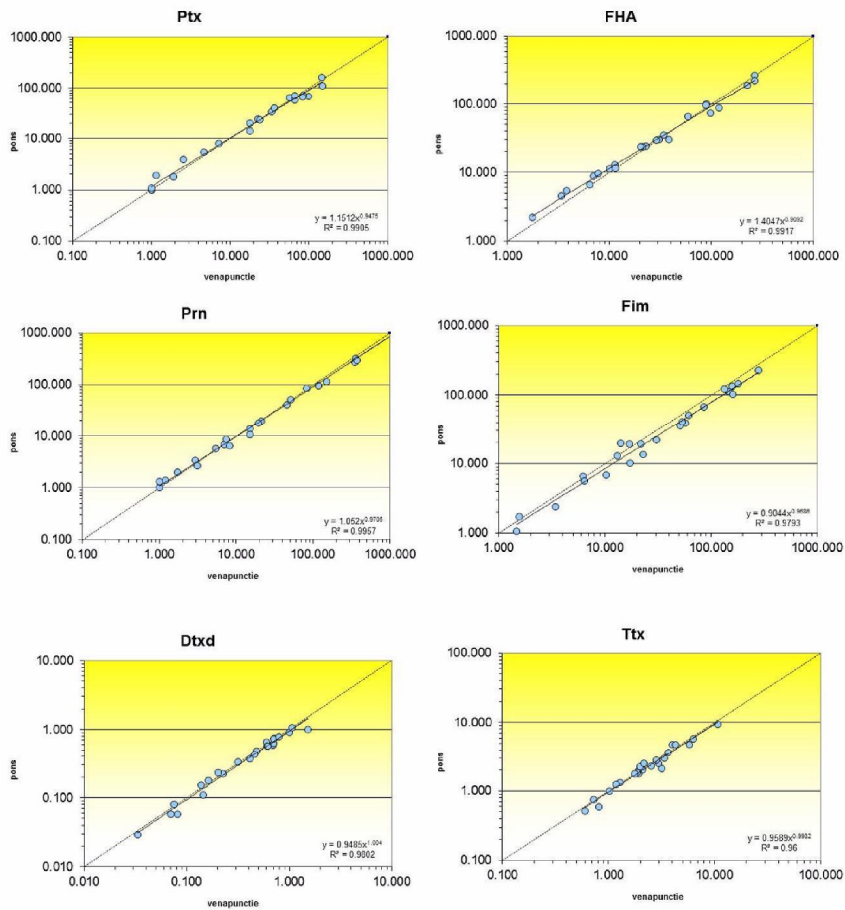 Ptx
1000.000
100.000
10.000
1.000
0.100
pons
y = 1.1512x^0.9475
R² = 0.9905
0.100 1.000 10.000 100.000 1000.000
venapunctie
FHA
1000.000
100.000
10.000
1.000
pons
R² = 0.9917
1.000 10.000 100.000 1000.000
venapunctie
Prn
1000.000
100.000
10.000
1.000
0.100
pons
R² = 0.9957
0.100 1.000 10.000 100.000 1000.000
venapunctie
Fim
1000.000
100.000
10.000
1.000
pons
R² = 0.9793
1.000 10.000 100.000 1000.000
venapunctie
Dtxd
10.000
1.000
0.100
0.010
pons
y = 0.9485x^1.004
R² = 0.9802
0.010 0.100 1.000 10.000
venapunctie
Ttx
100.000
10.000
1.000
0.100
pons
R² = 0.96
0.100 1.000 10.000 100.000
venapunctie